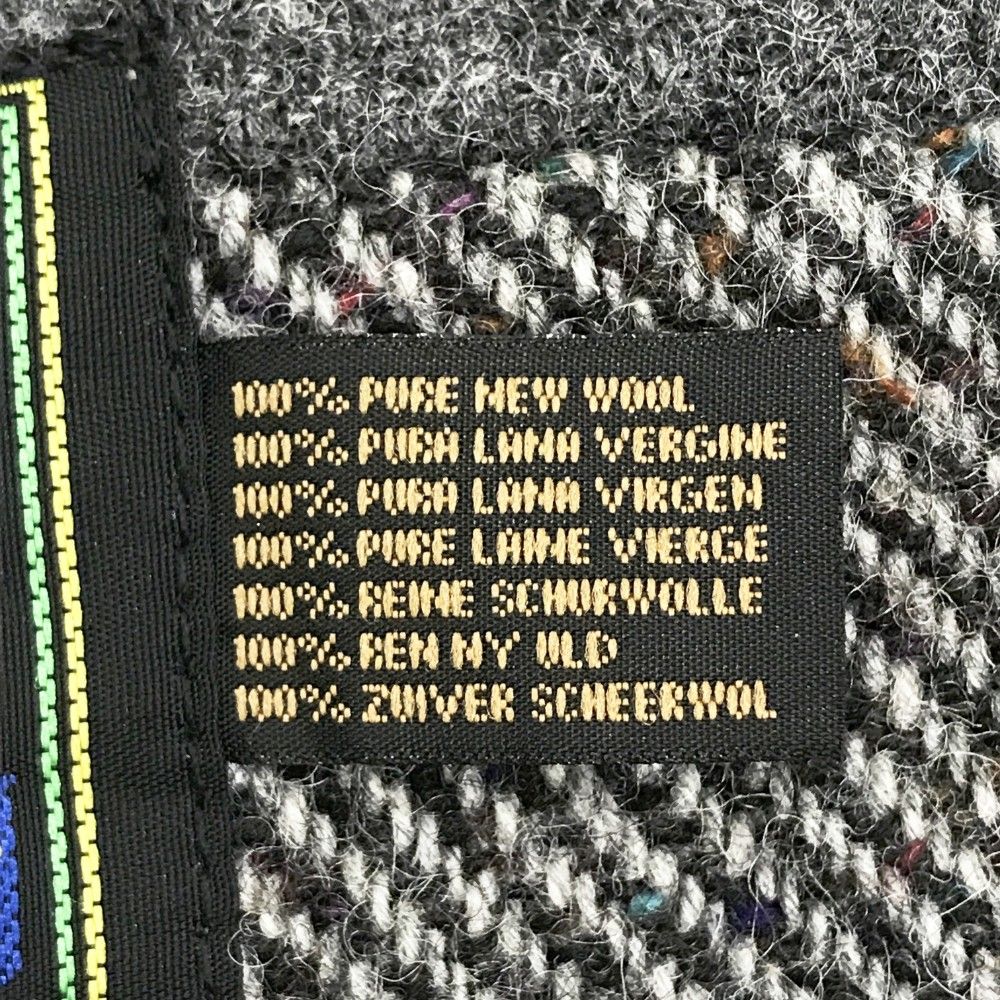 100% PURE NEW WOOL
100% PURA LANA VERGINE
100% PURA LANA VIRGEN
100% PURE LAINE VIERGE
100% REINE SCHURWOLLE
100% REN NY ULD
100% ZUIVER SCHEERWOL